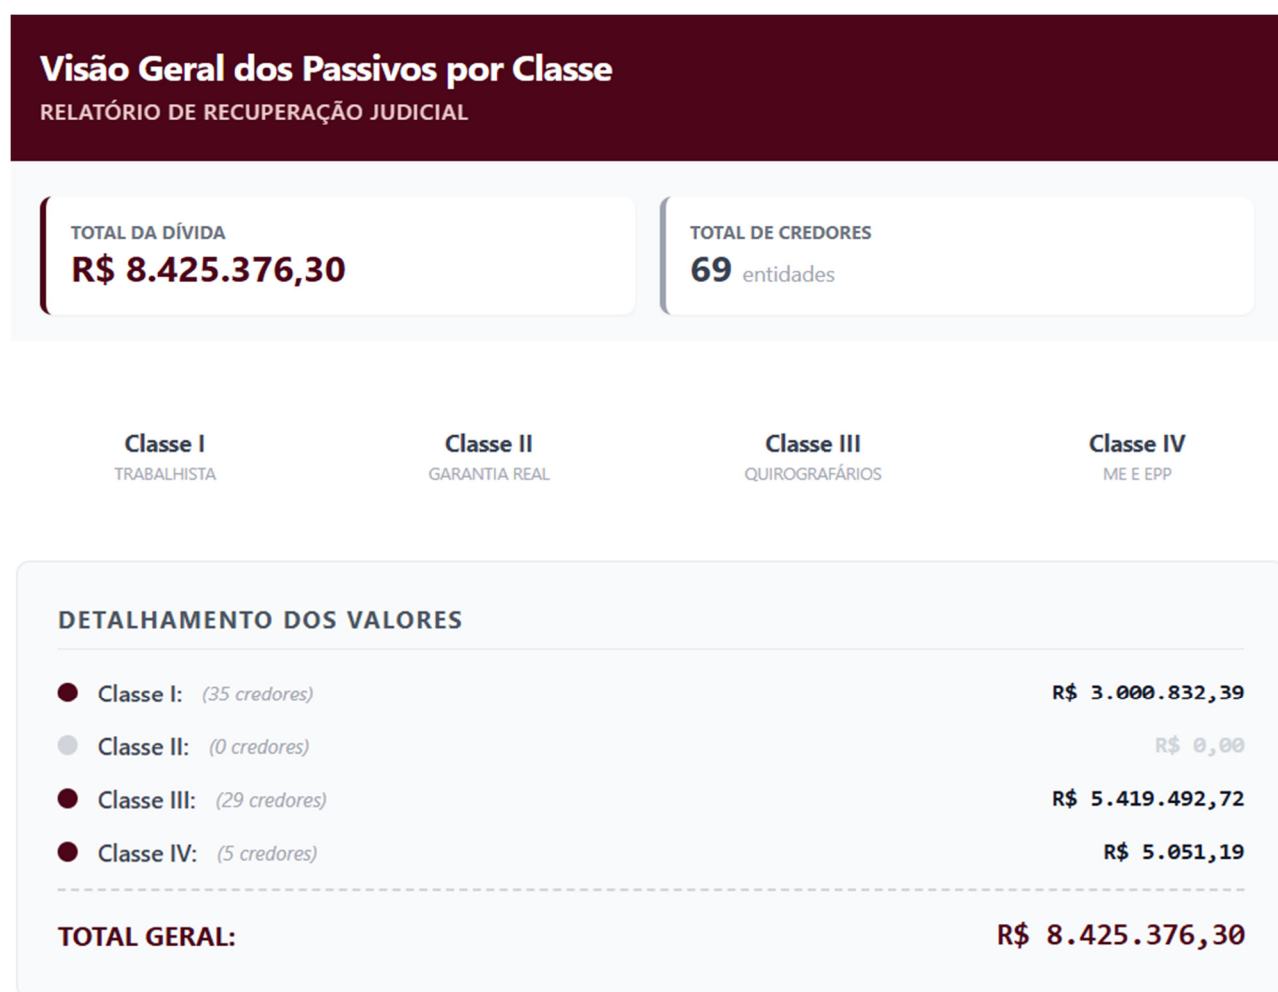 Visão Geral dos Passivos por Classe
RELATÓRIO DE RECUPERAÇÃO JUDICIAL
TOTAL DA DÍVIDA
R$ 8.425.376,30
TOTAL DE CREDORES
69 entidades
Classe I
TRABALHISTA
Classe II
GARANTIA REAL
Classe III
QUIROGRAFÁRIOS
Classe IV
ME E EPP
DETALHAMENTO DOS VALORES
Classe I: (35 credores) R$ 3.000.832,39
Classe II: (0 credores) R$ 0,00
Classe III: (29 credores) R$ 5.419.492,72
Classe IV: (5 credores) R$ 5.051,19
TOTAL GERAL: R$ 8.425.376,30